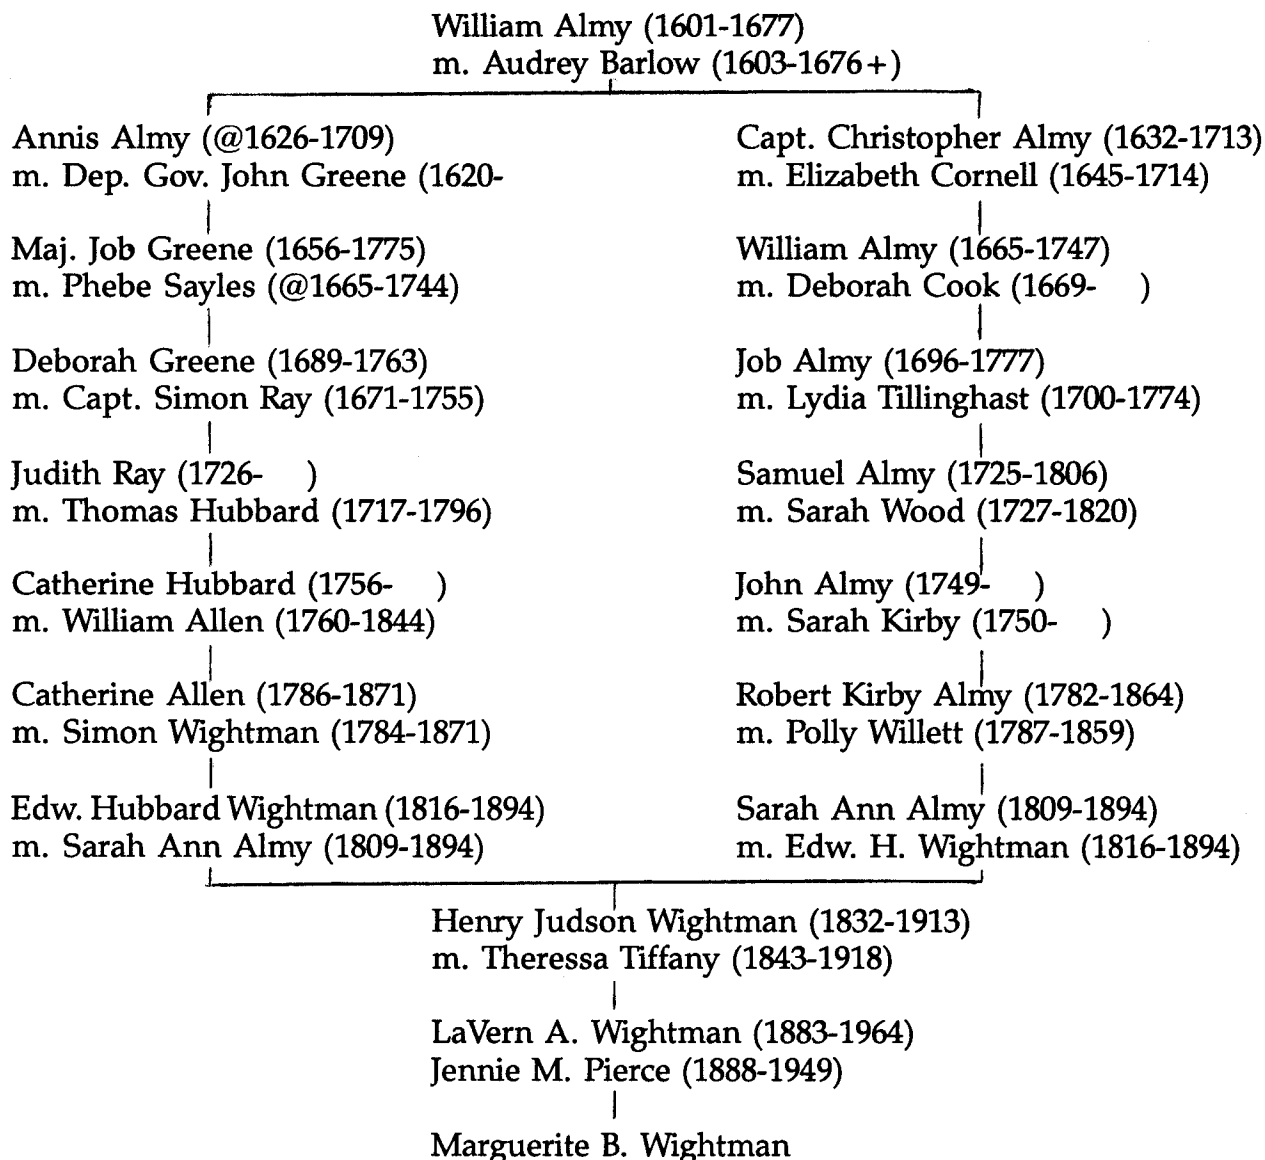 William Almy (1601-1677)
m. Audrey Barlow (1603-1676+)
Annis Almy (@1626-1709)
m. Dep. Gov. John Greene (1620-
Maj. Job Greene (1656-1775)
m. Phebe Sayles (@1665-1744)
Deborah Greene (1689-1763)
m. Capt. Simon Ray (1671-1755)
Judith Ray (1726- )
m. Thomas Hubbard (1717-1796)
Catherine Hubbard (1756- )
m. William Allen (1760-1844)
Catherine Allen (1786-1871)
m. Simon Wightman (1784-1871)
Edw. Hubbard Wightman (1816-1894)
m. Sarah Ann Almy (1809-1894)
Capt. Christopher Almy (1632-1713)
m. Elizabeth Cornell (1645-1714)
William Almy (1665-1747)
m. Deborah Cook (1669- )
Job Almy (1696-1777)
m. Lydia Tillinghast (1700-1774)
Samuel Almy (1725-1806)
m. Sarah Wood (1727-1820)
John Almy (1749- )
m. Sarah Kirby (1750- )
Robert Kirby Almy (1782-1864)
m. Polly Willett (1787-1859)
Sarah Ann Almy (1809-1894)
m. Edw. H. Wightman (1816-1894)
Henry Judson Wightman (1832-1913)
m. Theressa Tiffany (1843-1918)
LaVern A. Wightman (1883-1964)
Jennie M. Pierce (1888-1949)
Marguerite B. Wightman